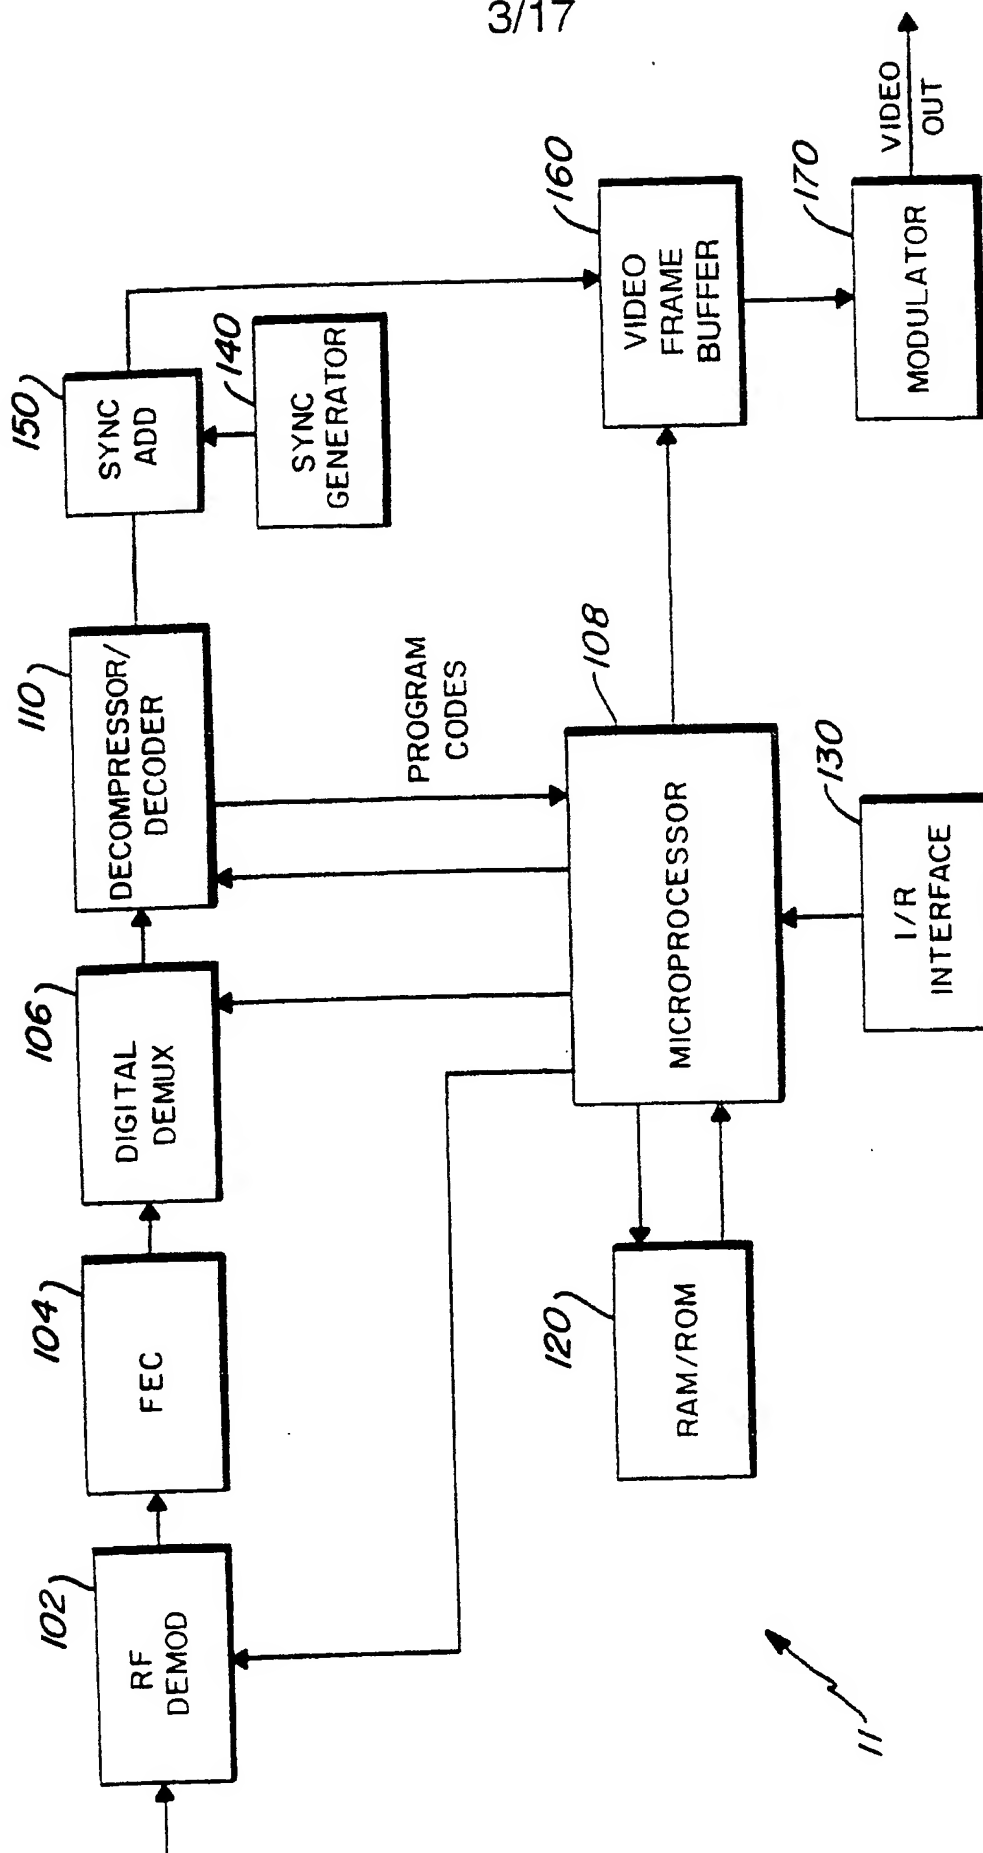 3/17
102
RF
DEMOD
104
FEC
106
DIGITAL
DEMUX
110
DECOMPRESSOR/
DECODER
150
SYNC
ADD
140
SYNC
GENERATOR
PROGRAM
CODES
108
MICROPROCESSOR
120
RAM/ROM
130
I/R
INTERFACE
160
VIDEO
FRAME
BUFFER
170
MODULATOR
VIDEO
OUT
11